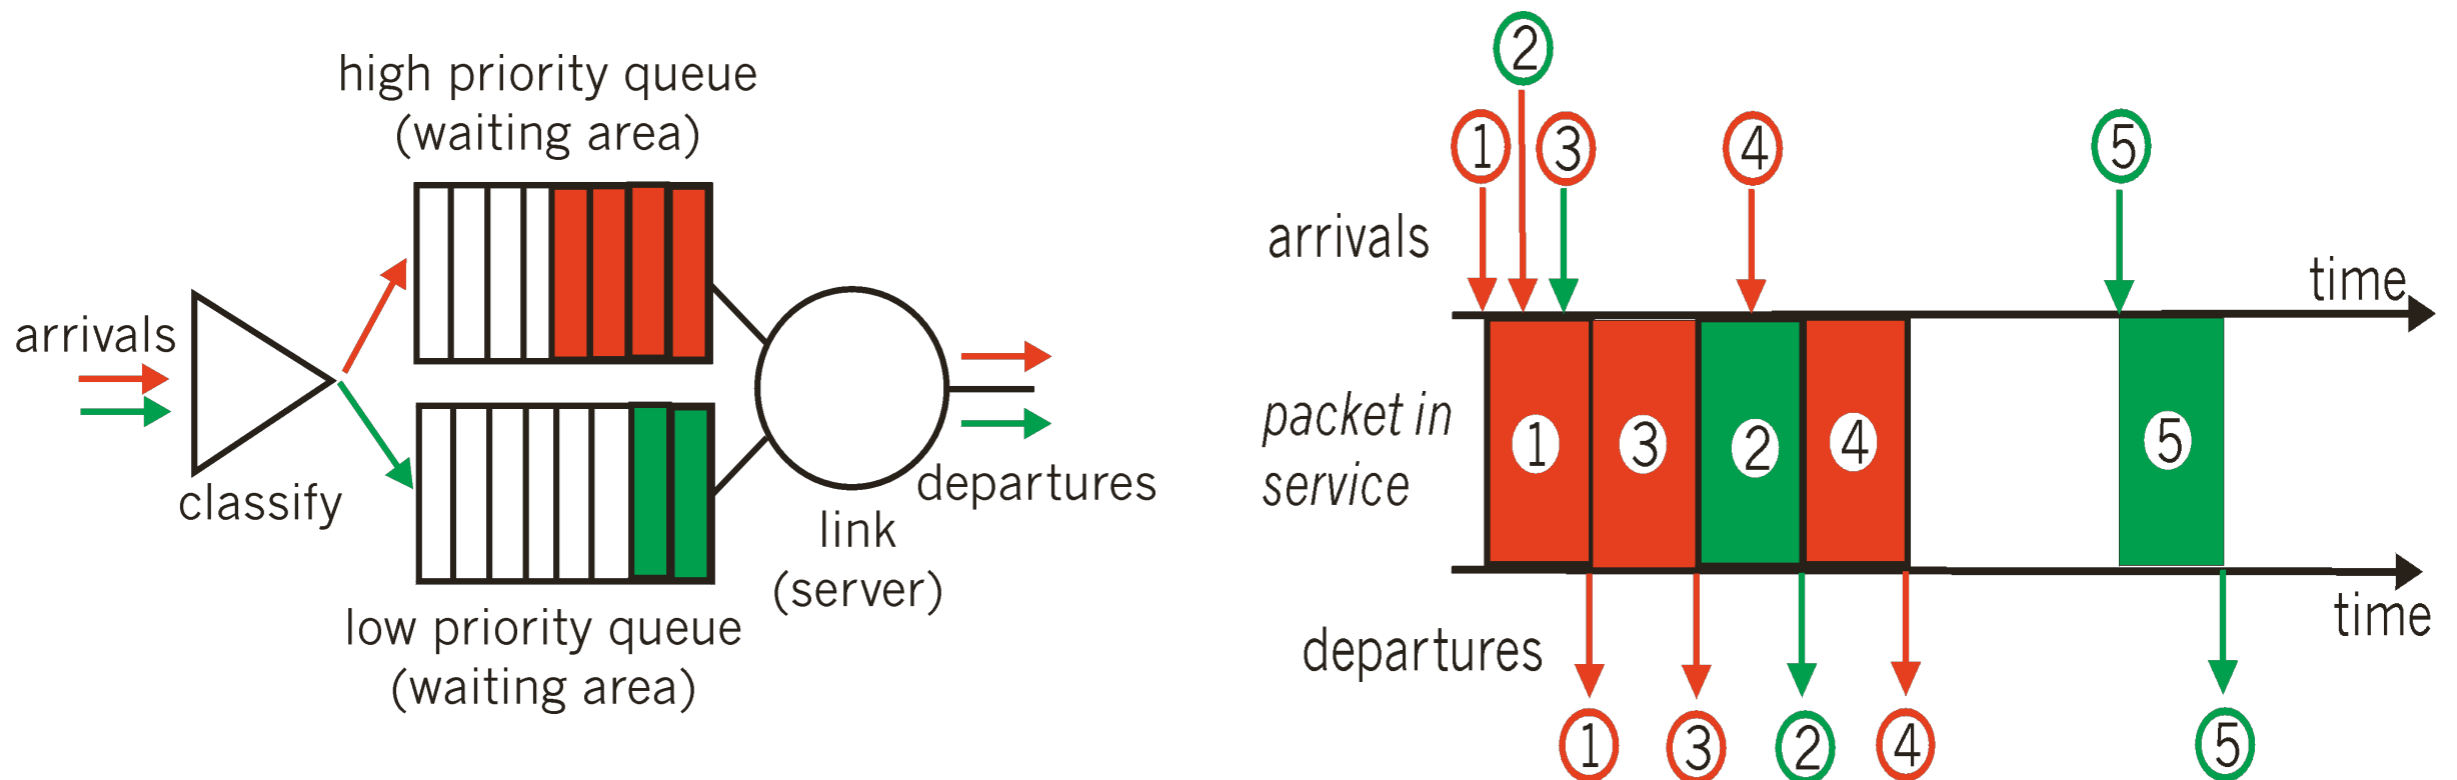 high priority queue
(waiting area)
arrivals
classify
low priority queue
(waiting area)
link
(server)
departures
2
1
3
4
5
arrivals
time
packet in
service
1
3
2
4
5
time
departures
1
3
2
4
5